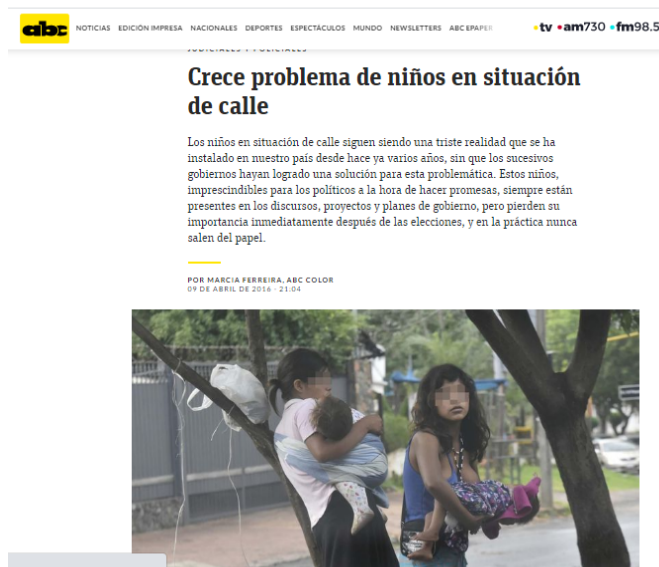 abc
NOTICIAS EDICIÓN IMPRESA NACIONALES DEPORTES ESPECTÁCULOS MUNDO NEWSLETTERS ABC EPAPER
tv am730 fm98.5
JUDICIALES Y POLICIALES
Crece problema de niños en situación
de calle
Los niños en situación de calle siguen siendo una triste realidad que se ha
instalado en nuestro país desde hace ya varios años, sin que los sucesivos
gobiernos hayan logrado una solución para esta problemática. Estos niños,
imprescindibles para los políticos a la hora de hacer promesas, siempre están
presentes en los discursos, proyectos y planes de gobierno, pero pierden su
importancia inmediatamente después de las elecciones, y en la práctica nunca
salen del papel.
POR MARCIA FERREIRA, ABC COLOR
09 DE ABRIL DE 2016 - 21:04